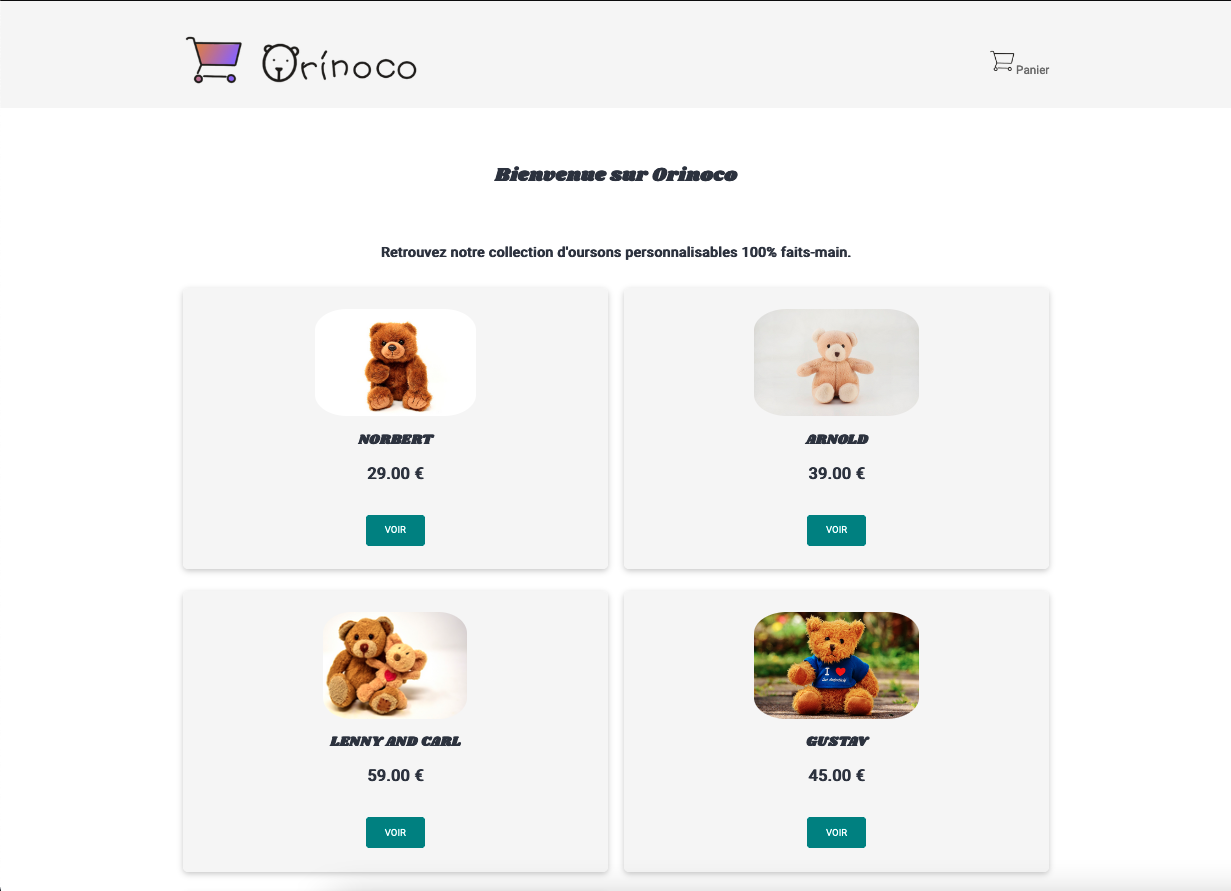 Orinoco
Panier
Bienvenue sur Orinoco
Retrouvez notre collection d'oursons personnalisables 100% faits-main.
NORBERT
29.00 €
VOIR
ARNOLD
39.00 €
VOIR
LENNY AND CARL
59.00 €
VOIR
I
GUSTAV
45.00 €
VOIR